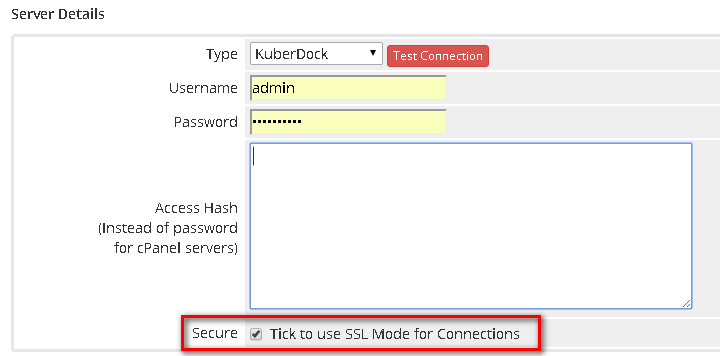 Server Details
Type KuberDock Test Connection
Username admin
Password ••••••••••
Access Hash
(Instead of password
for cPanel servers)
Secure Tick to use SSL Mode for Connections